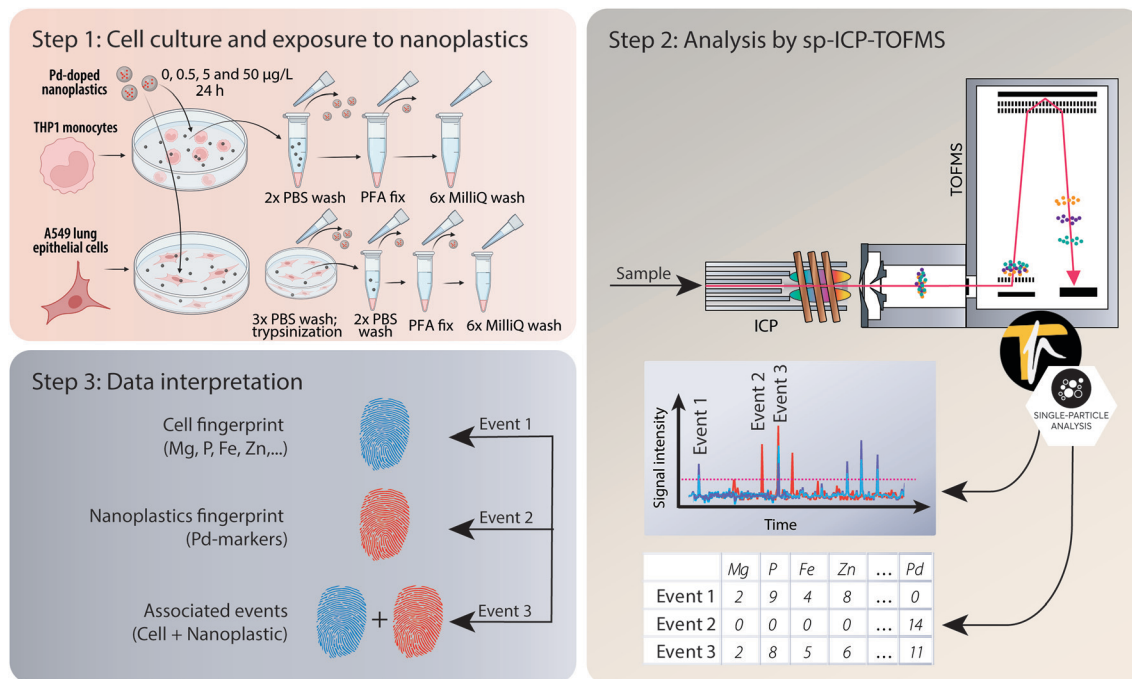 Step 1: Cell culture and exposure to nanoplastics
Pd-doped
nanoplastics
0, 0.5, 5 and 50 µg/L
24 h
THP1 monocytes
2x PBS wash
PFA fix
6x MilliQ wash
A549 lung
epithelial cells
3x PBS wash;
trypsinization
2x PBS
wash
PFA fix
6x MilliQ wash
Step 2: Analysis by sp-ICP-TOFMS
TOFMS
Sample
ICP
SINGLE-PARTICLE
ANALYSIS
Signal intensity
Event 1
Event 2
Event 3
Time
Mg P Fe Zn ... Pd
Event 1 2 9 4 8 ... 0
Event 2 0 0 0 0 ... 14
Event 3 2 8 5 6 ... 11
Step 3: Data interpretation
Cell fingerprint
(Mg, P, Fe, Zn,...)
Event 1
Nanoplastics fingerprint
(Pd-markers)
Event 2
Associated events
(Cell + Nanoplastic)
+
Event 3